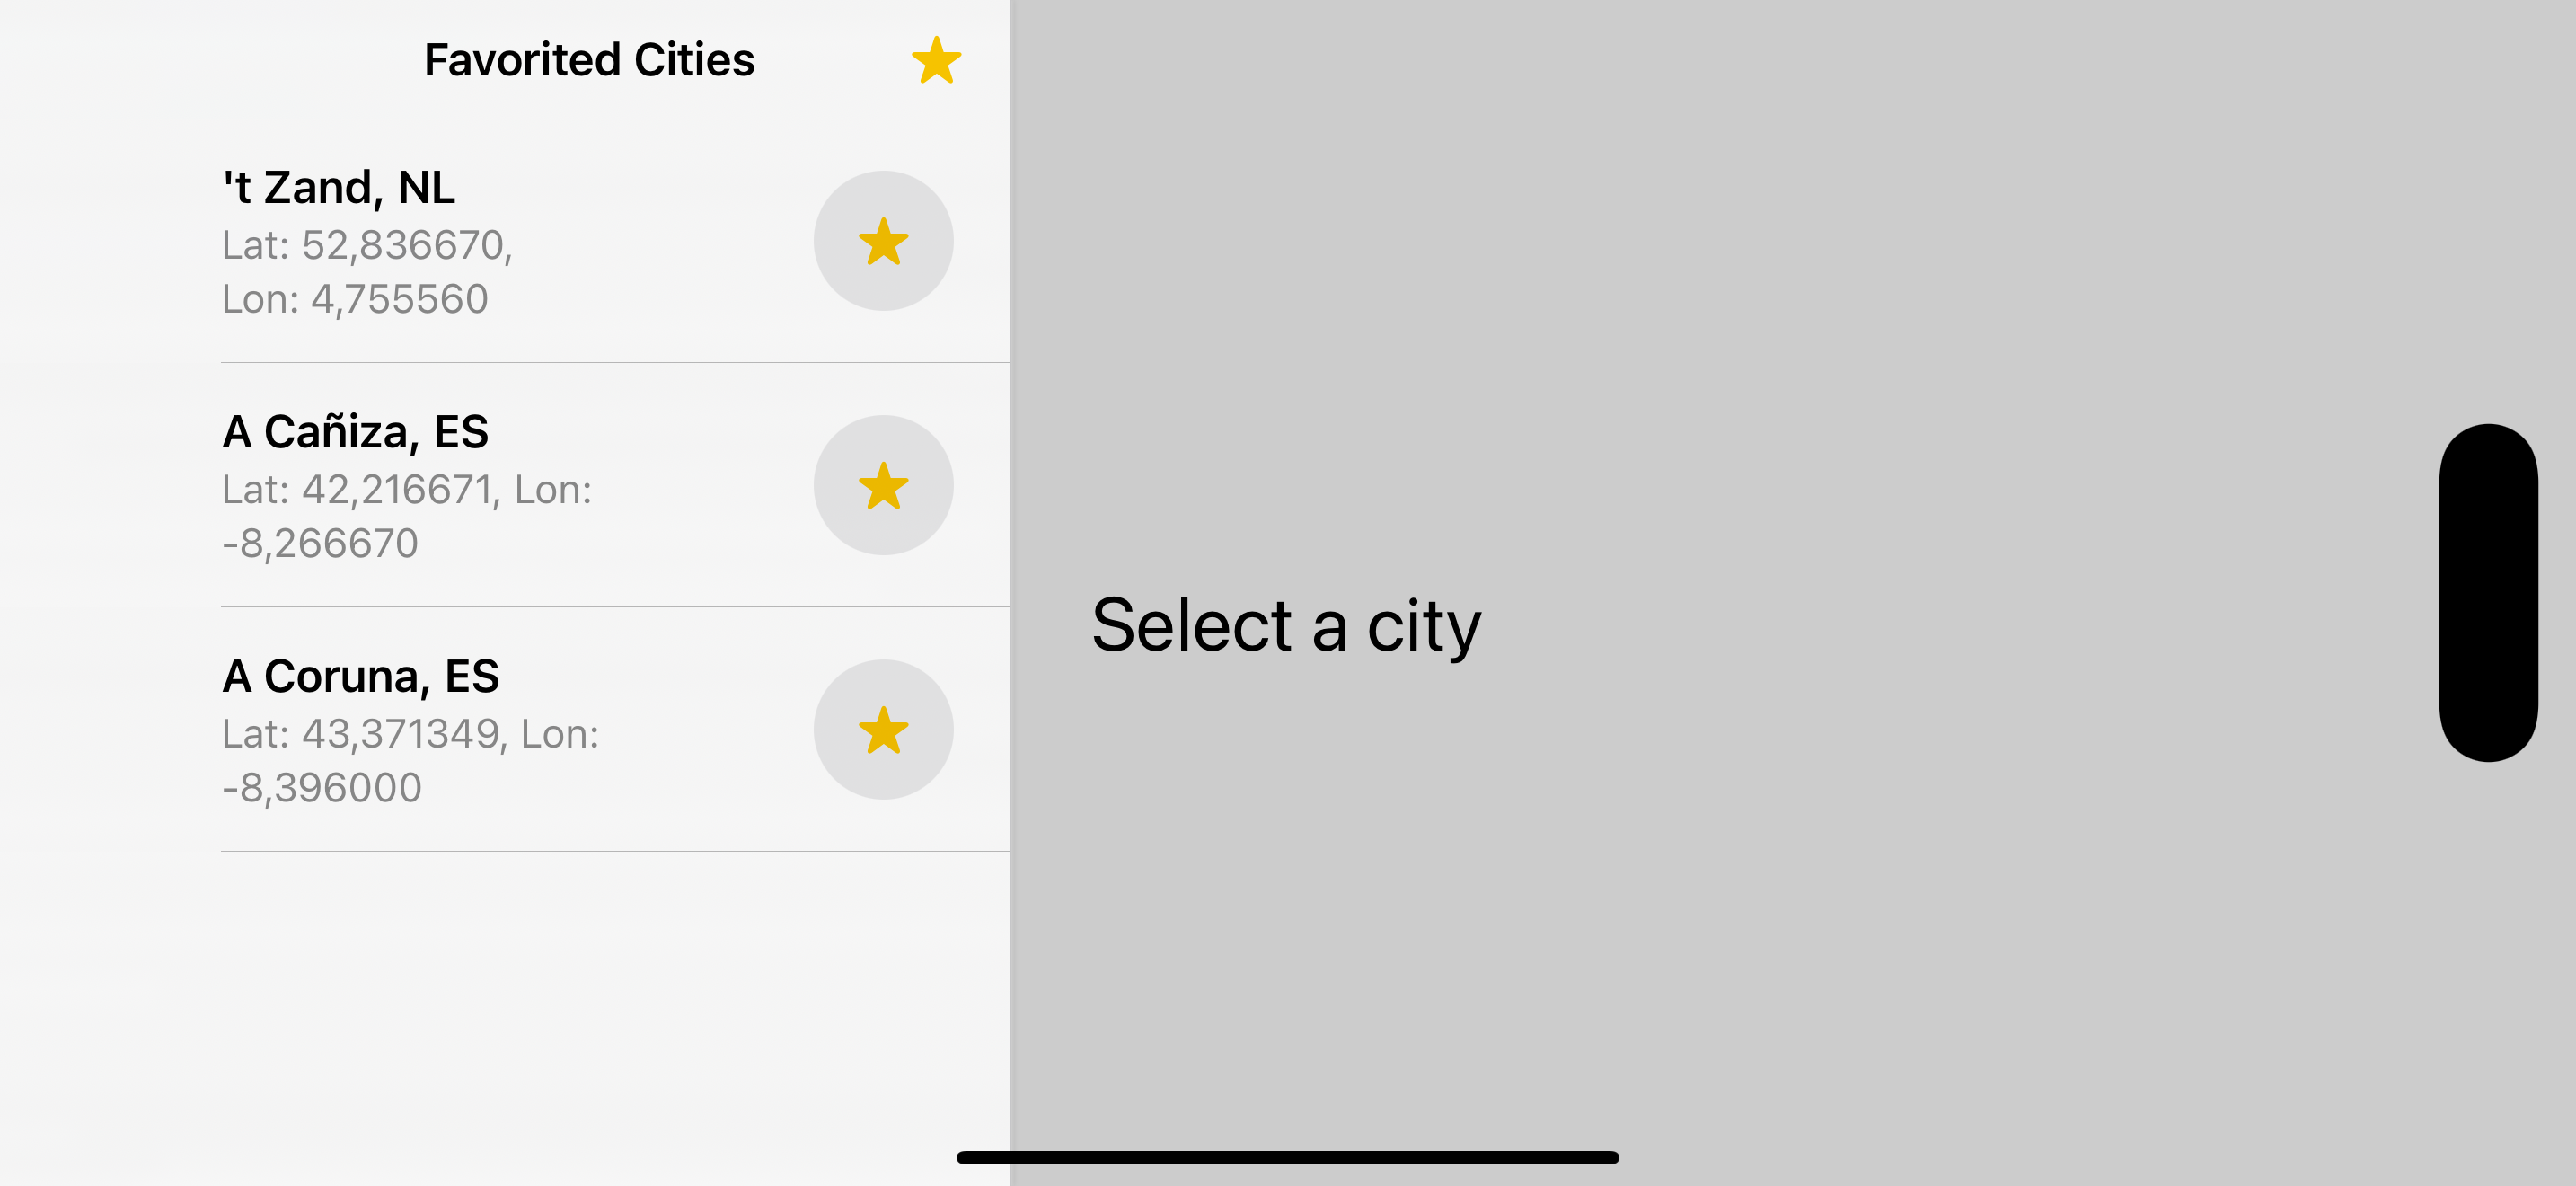 Favorited Cities
't Zand, NL
Lat: 52,836670,
Lon: 4,755560
A Cañiza, ES
Lat: 42,216671, Lon:
-8,266670
A Coruna, ES
Lat: 43,371349, Lon:
-8,396000
Select a city